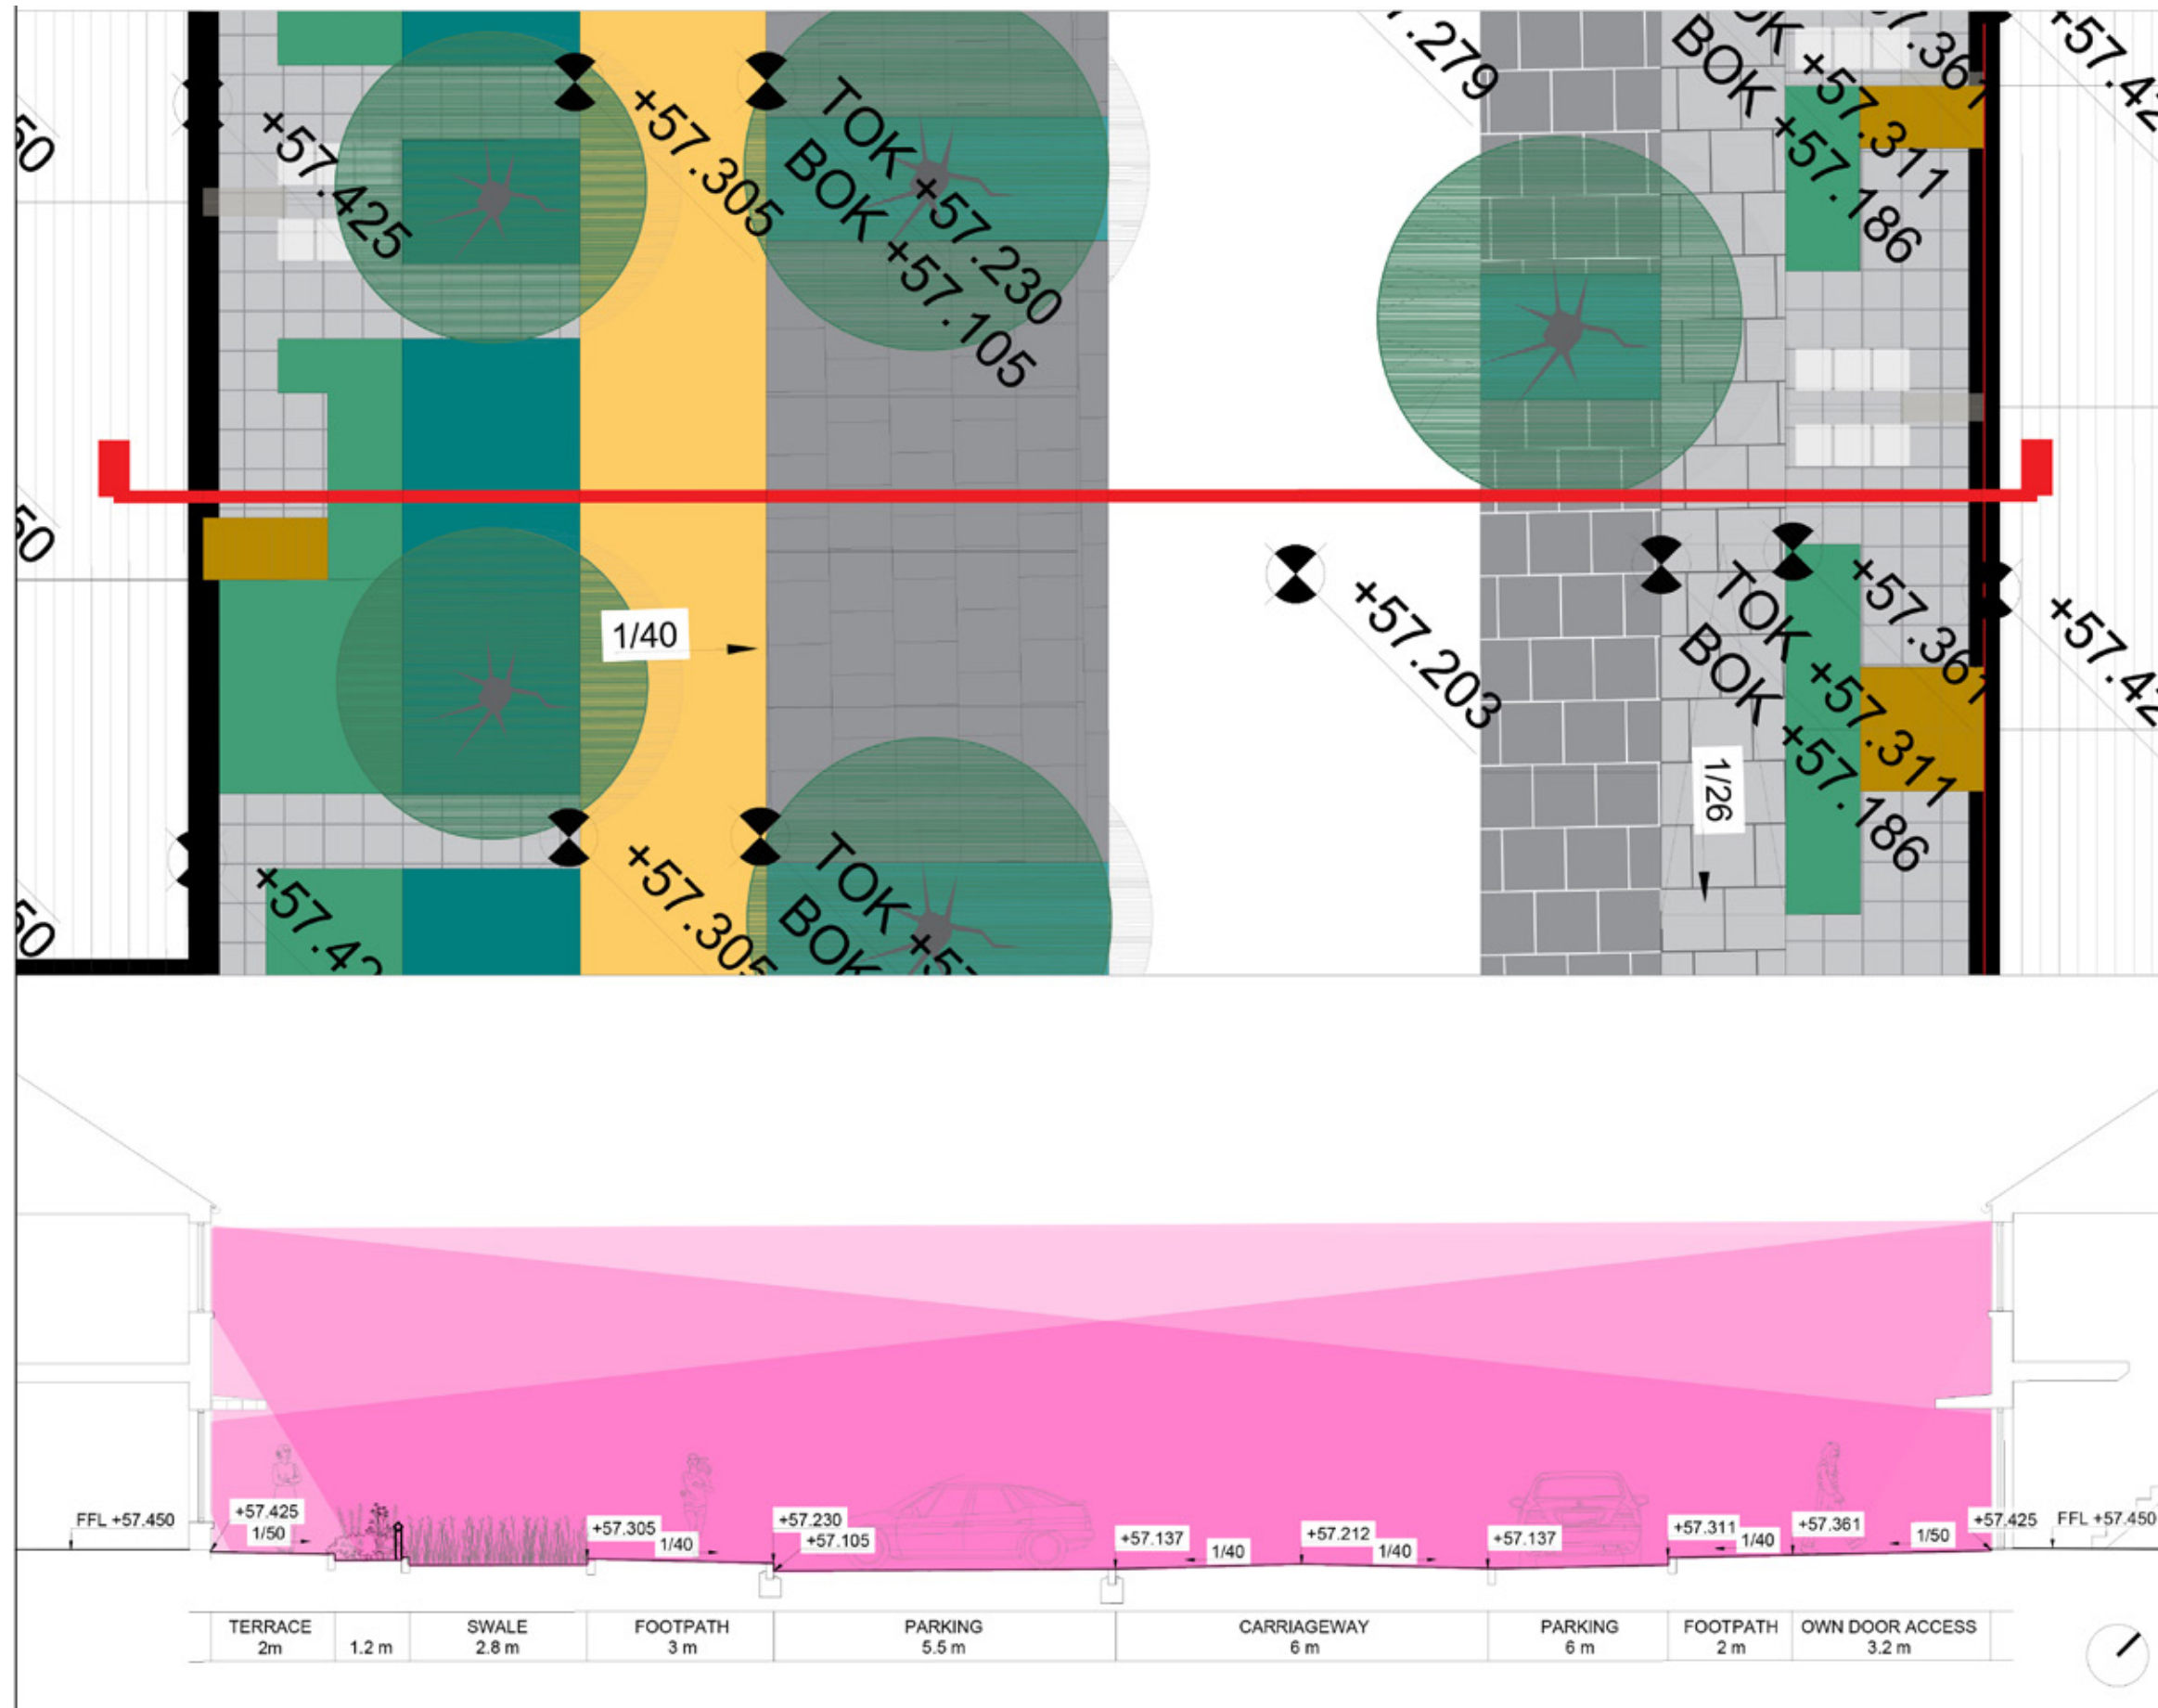 50
+57.425
+57.305
TOK +57.230
BOK +57.105
.279
BOK +57.186
+57.311
50
1/40
+57.203
+57.361
TOK +57.311
BOK +57.186
1/26
+57.305
TOK
BOK
50
FFL +57.450
+57.425
1/50
+57.305
1/40
+57.230
+57.105
+57.137
1/40
+57.212
1/40
+57.137
+57.311
1/40
+57.361
1/50
+57.425
FFL +57.450
TERRACE
2m
1.2 m
SWALE
2.8 m
FOOTPATH
3 m
PARKING
5.5 m
CARRIAGEWAY
6 m
PARKING
6 m
FOOTPATH
2 m
OWN DOOR ACCESS
3.2 m